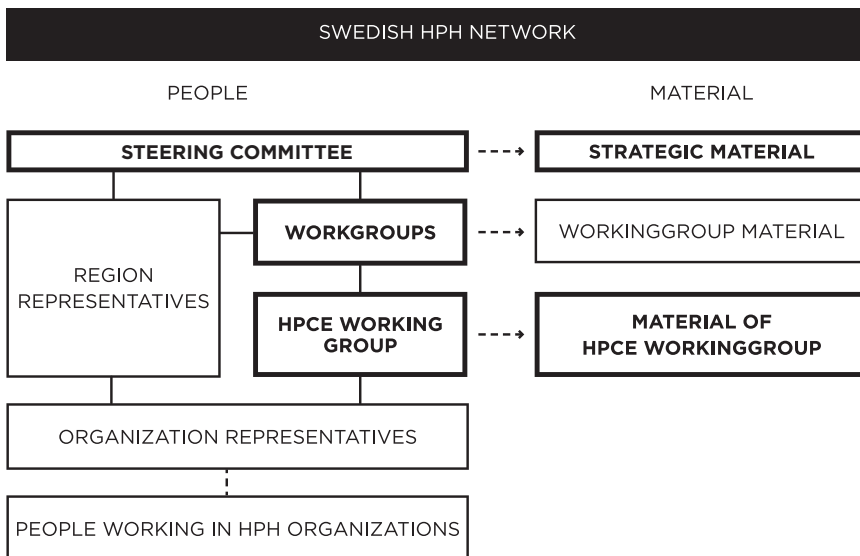 SWEDISH HPH NETWORK
PEOPLE
MATERIAL
STEERING COMMITTEE
STRATEGIC MATERIAL
REGION
REPRESENTATIVES
WORKGROUPS
WORKINGGROUP MATERIAL
HPCE WORKING
GROUP
MATERIAL OF
HPCE WORKINGGROUP
ORGANIZATION REPRESENTATIVES
PEOPLE WORKING IN HPH ORGANIZATIONS